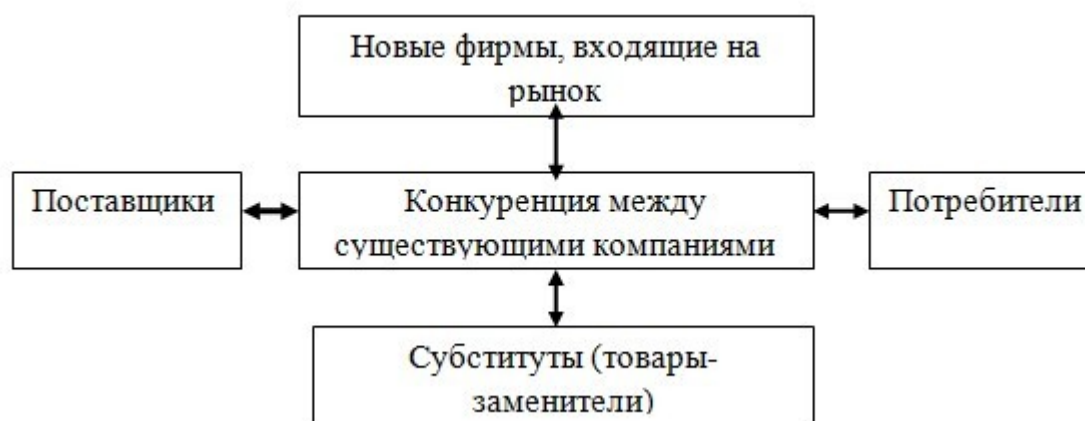 Новые фирмы, входящие на
рынок
Поставщики
Конкуренция между
существующими компаниями
Потребители
Субституты (товары-
заменители)